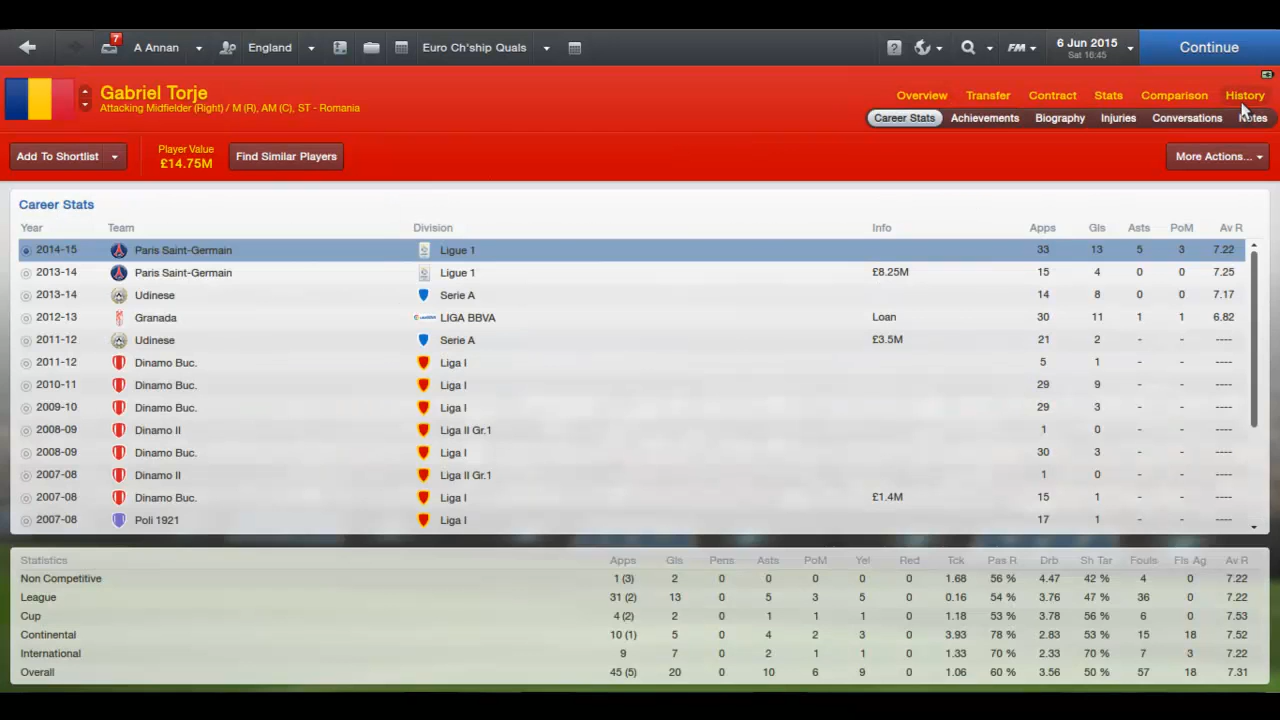 7
A Annan
England
Euro Ch'ship Quals
?
FM
6 Jun 2015
Sat 16:45
Continue
Gabriel Torje
Attacking Midfielder (Right) / M (R), AM (C), ST - Romania
Overview Transfer Contract Stats Comparison History
Career Stats Achievements Biography Injuries Conversations Notes
Add To Shortlist
Player Value
£14.75M
Find Similar Players
More Actions...
Career Stats
Year Team Division Info Apps Gls Asts PoM Av R
2014-15 Paris Saint-Germain Ligue 1 33 13 5 3 7.22
2013-14 Paris Saint-Germain Ligue 1 £8.25M 15 4 0 0 7.25
2013-14 Udinese Serie A 14 8 0 0 7.17
2012-13 Granada LIGA BBVA Loan 30 11 1 1 6.82
2011-12 Udinese Serie A £3.5M 21 2 - - ----
2011-12 Dinamo Buc. Liga I 5 1 - - ----
2010-11 Dinamo Buc. Liga I 29 9 - - ----
2009-10 Dinamo Buc. Liga I 29 3 - - ----
2008-09 Dinamo II Liga II Gr.1 1 0 - - ----
2008-09 Dinamo Buc. Liga I 30 3 - - ----
2007-08 Dinamo II Liga II Gr.1 1 0 - - ----
2007-08 Dinamo Buc. Liga I £1.4M 15 1 - - ----
2007-08 Poli 1921 Liga I 17 1 - - ----
Statistics Apps Gls Pens Asts PoM Yel Red Tck Pas R Drb Sh Tar Fouls Fls Ag Av R
Non Competitive 1 (3) 2 0 0 0 0 0 1.68 56 % 4.47 42 % 4 0 7.22
League 31 (2) 13 0 5 3 5 0 0.16 54 % 3.76 47 % 36 0 7.22
Cup 4 (2) 2 0 1 1 1 0 1.18 53 % 3.78 56 % 6 0 7.53
Continental 10 (1) 5 0 4 2 3 0 3.93 78 % 2.83 53 % 15 18 7.52
International 9 7 0 2 1 1 0 1.33 70 % 2.33 70 % 7 3 7.22
Overall 45 (5) 20 0 10 6 9 0 1.06 60 % 3.56 50 % 57 18 7.31